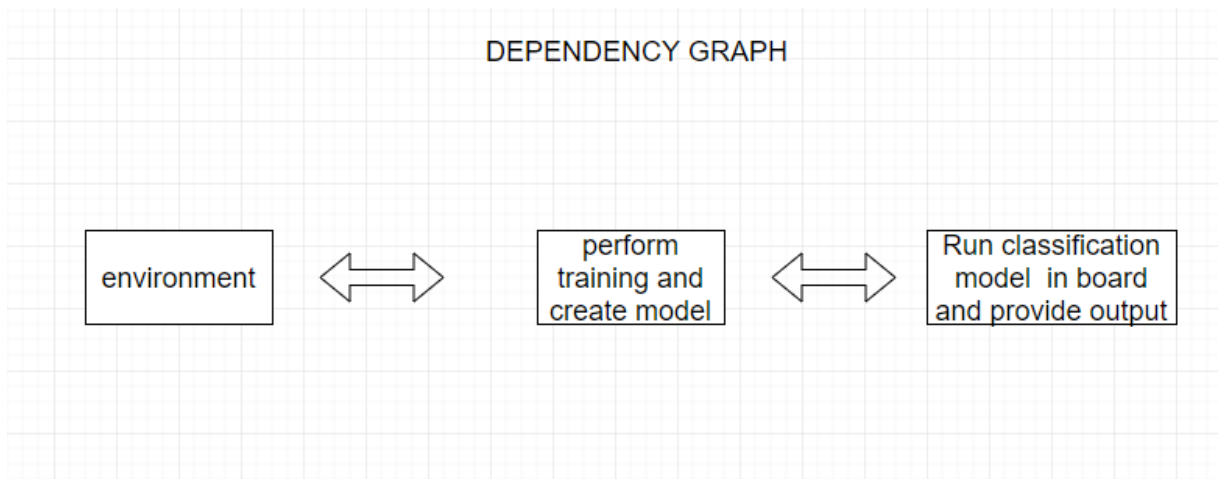 DEPENDENCY GRAPH
environment
perform
training and
create model
Run classification
model in board
and provide output